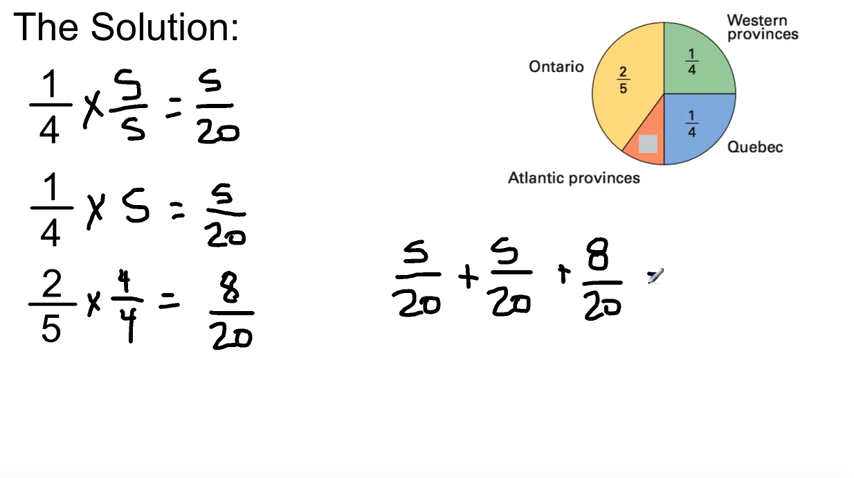 The Solution:
1/4 × 5/5 = 5/20
1/4 × 5 = 5/20
2/5 × 4/4 = 8/20
Western provinces
1/4
Ontario
2/5
1/4
Quebec
Atlantic provinces
5/20 + 5/20 + 8/20